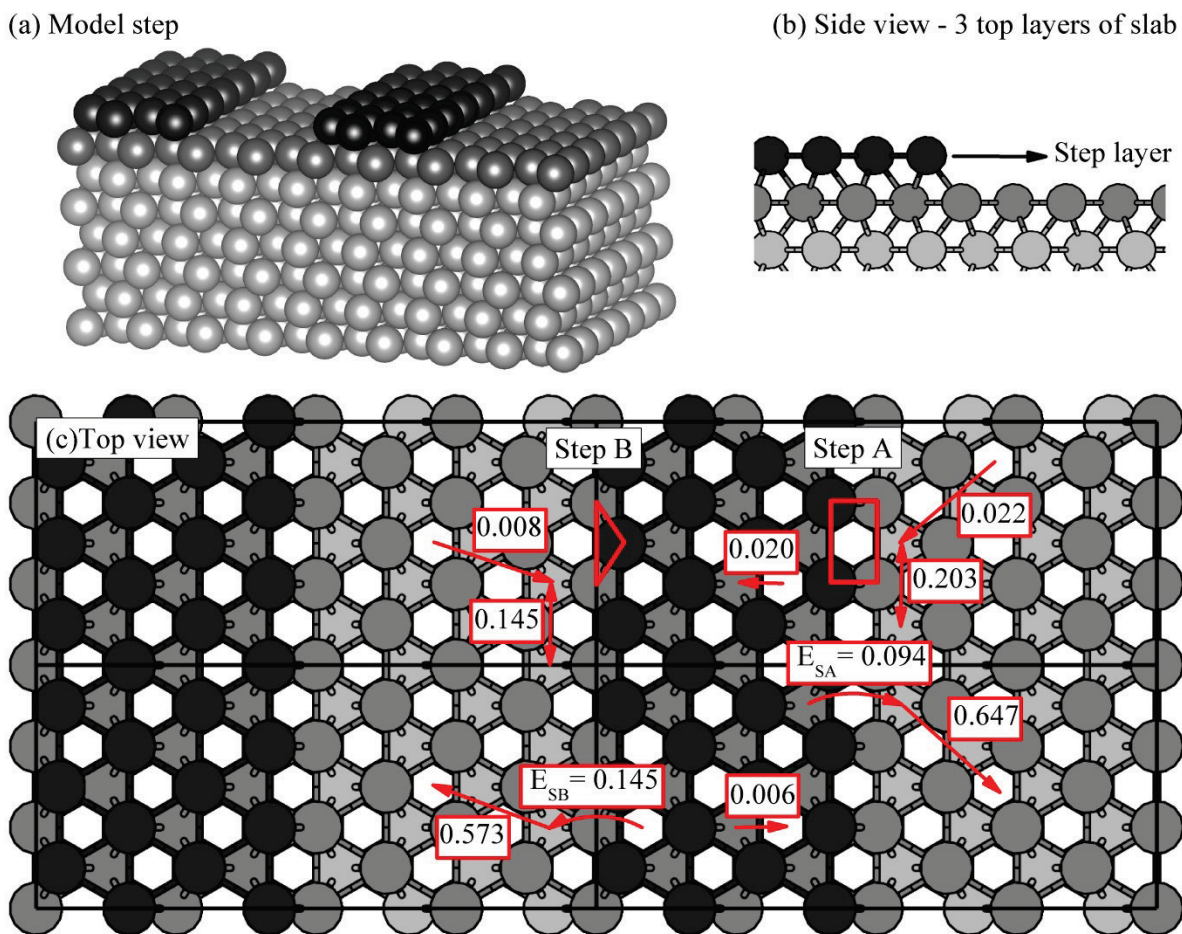 (a) Model step
(b) Side view - 3 top layers of slab
Step layer
(c)Top view
Step B
Step A
0.008
0.022
0.020
0.203
0.145
E_SA = 0.094
0.647
E_SB = 0.145
0.006
0.573